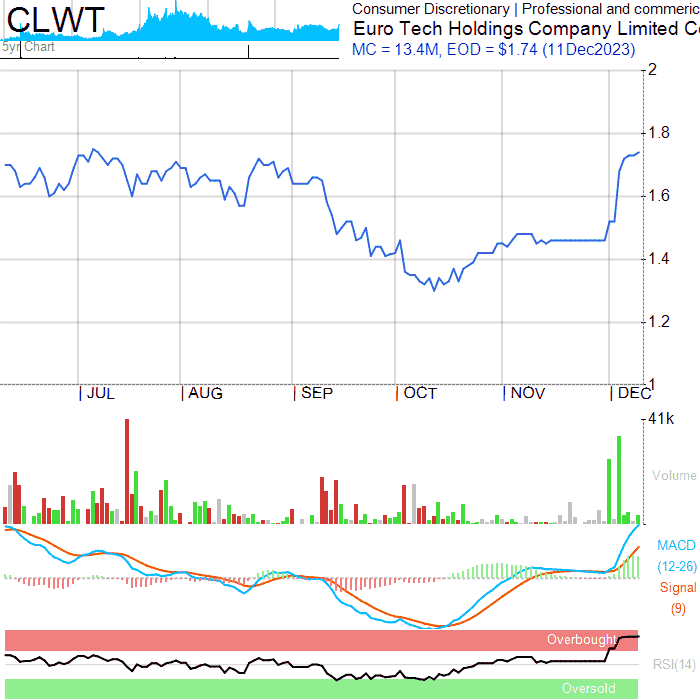 CLWT
5yr Chart
Consumer Discretionary | Professional and commerci
Euro Tech Holdings Company Limited Co
MC = 13.4M, EOD = $1.74 (11Dec2023)
2
1.8
1.6
1.4
1.2
1
| JUL | AUG | SEP | OCT | NOV | DEC
41k
Volume
MACD
(12-26)
Signal
(9)
Overbought
RSI(14)
Oversold